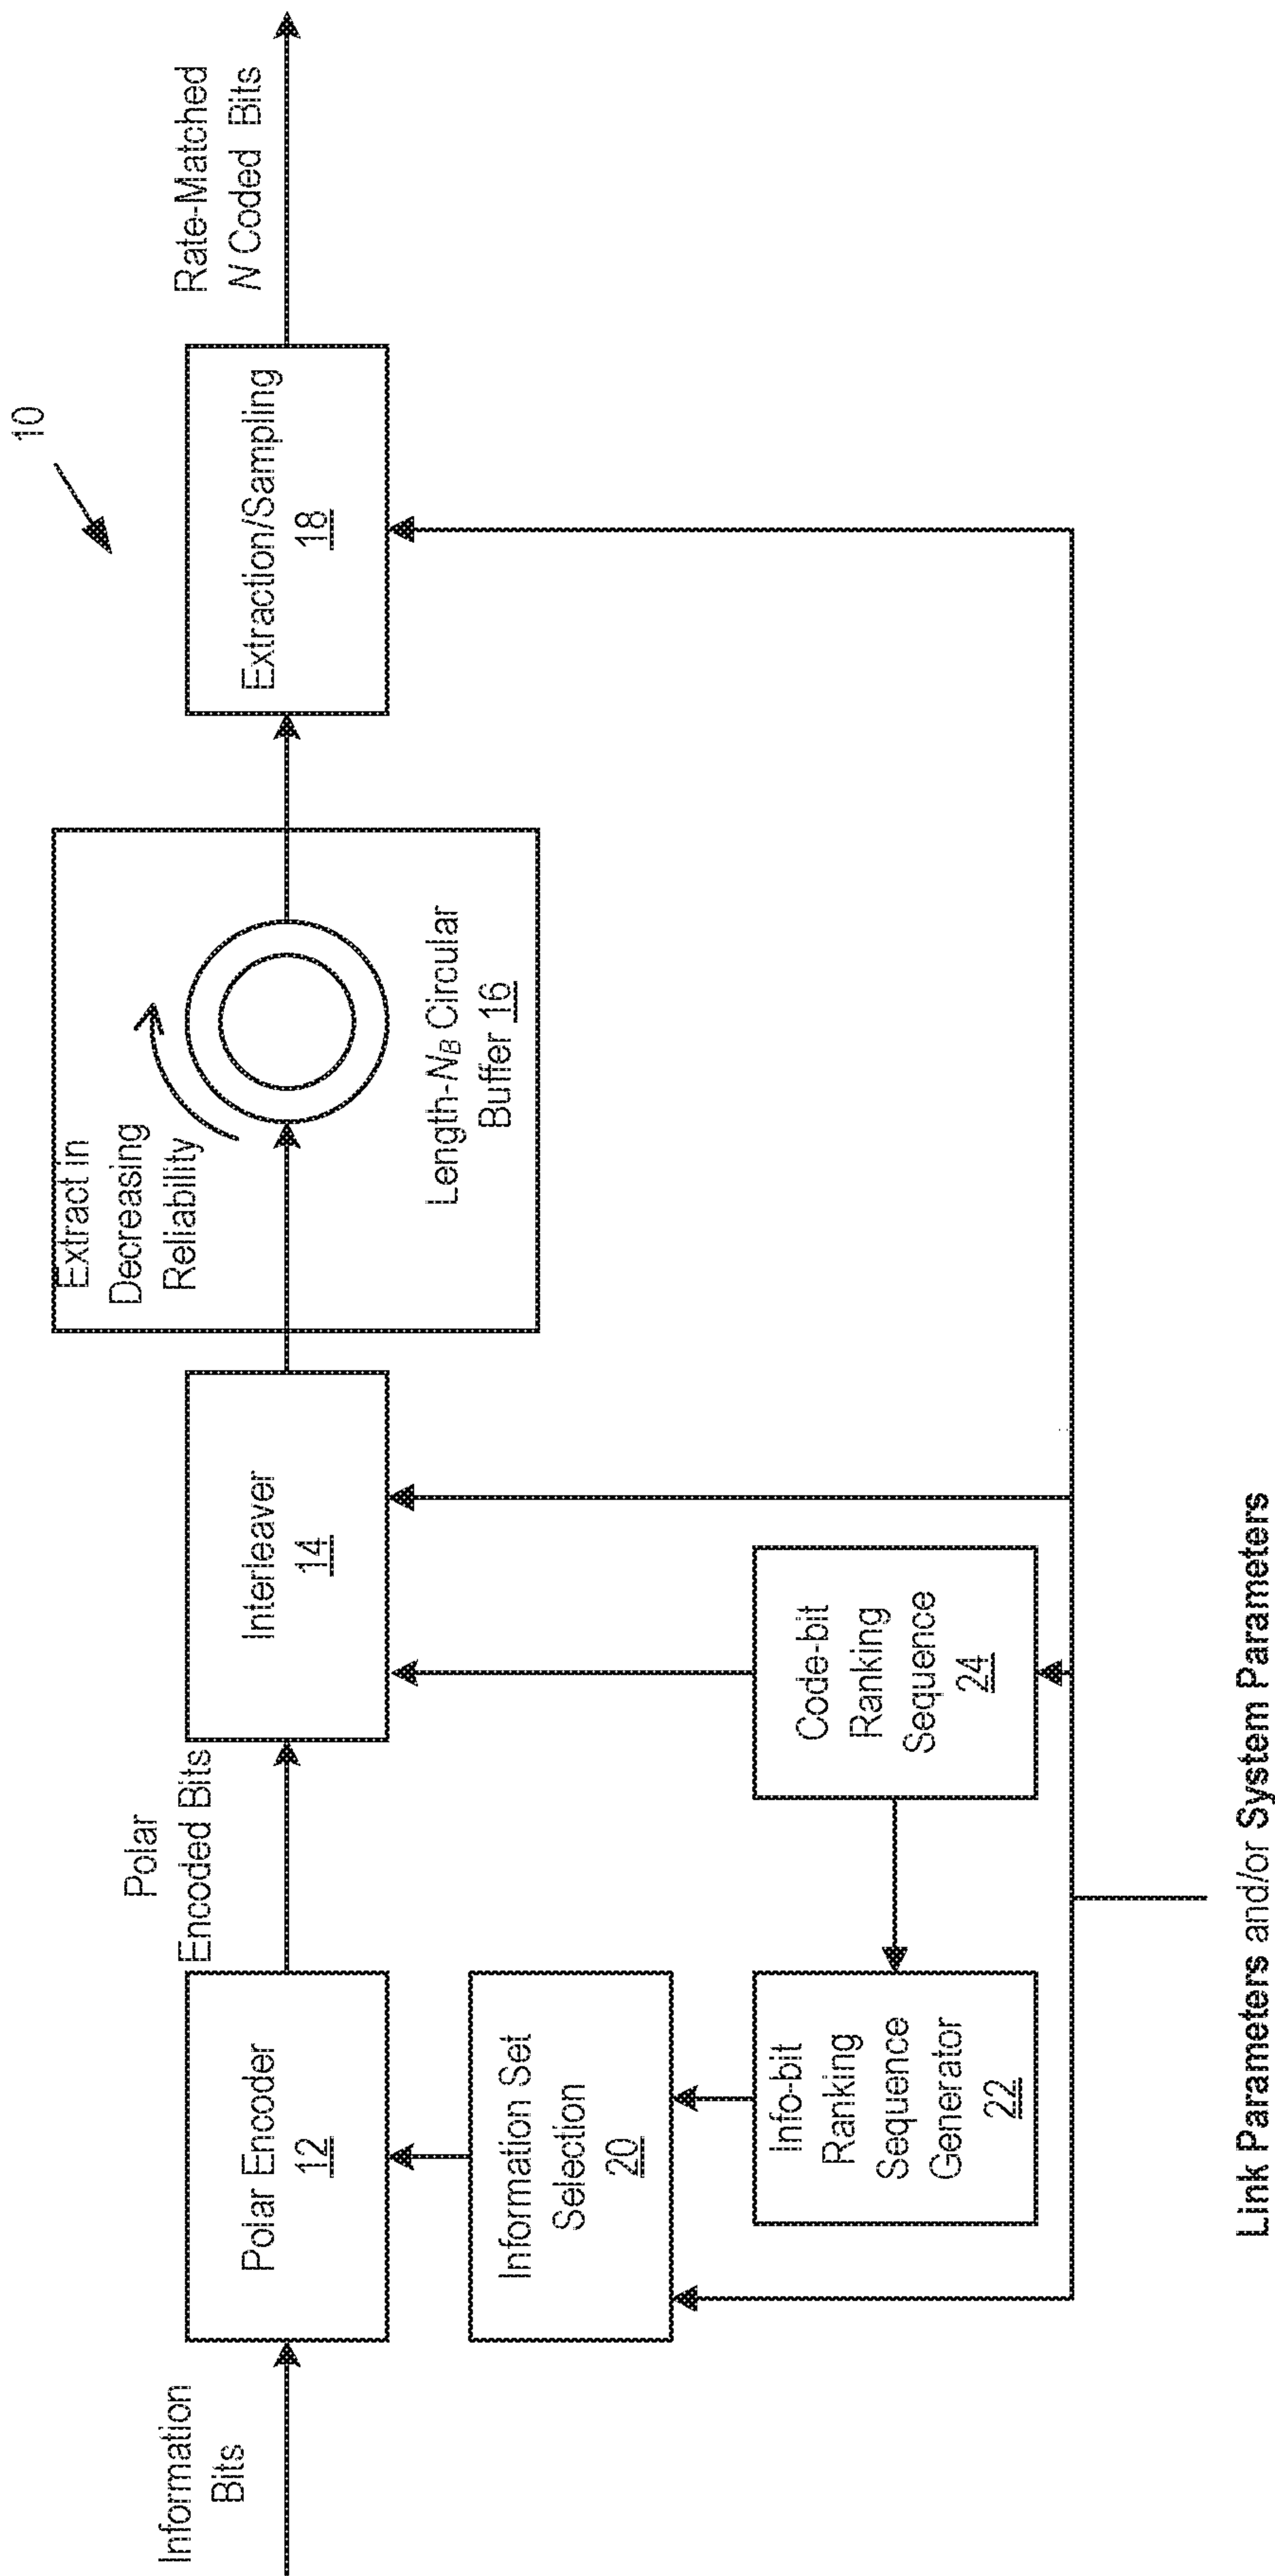 10
Information
Bits
Polar Encoder
12
Polar
Encoded Bits
Interleaver
14
Extract in
Decreasing
Reliability
Length-N_B Circular
Buffer 16
Extraction/Sampling
18
Rate-Matched
N Coded Bits
Information Set
Selection
20
Info-bit
Ranking
Sequence
Generator
22
Code-bit
Ranking
Sequence
24
Link Parameters and/or System Parameters